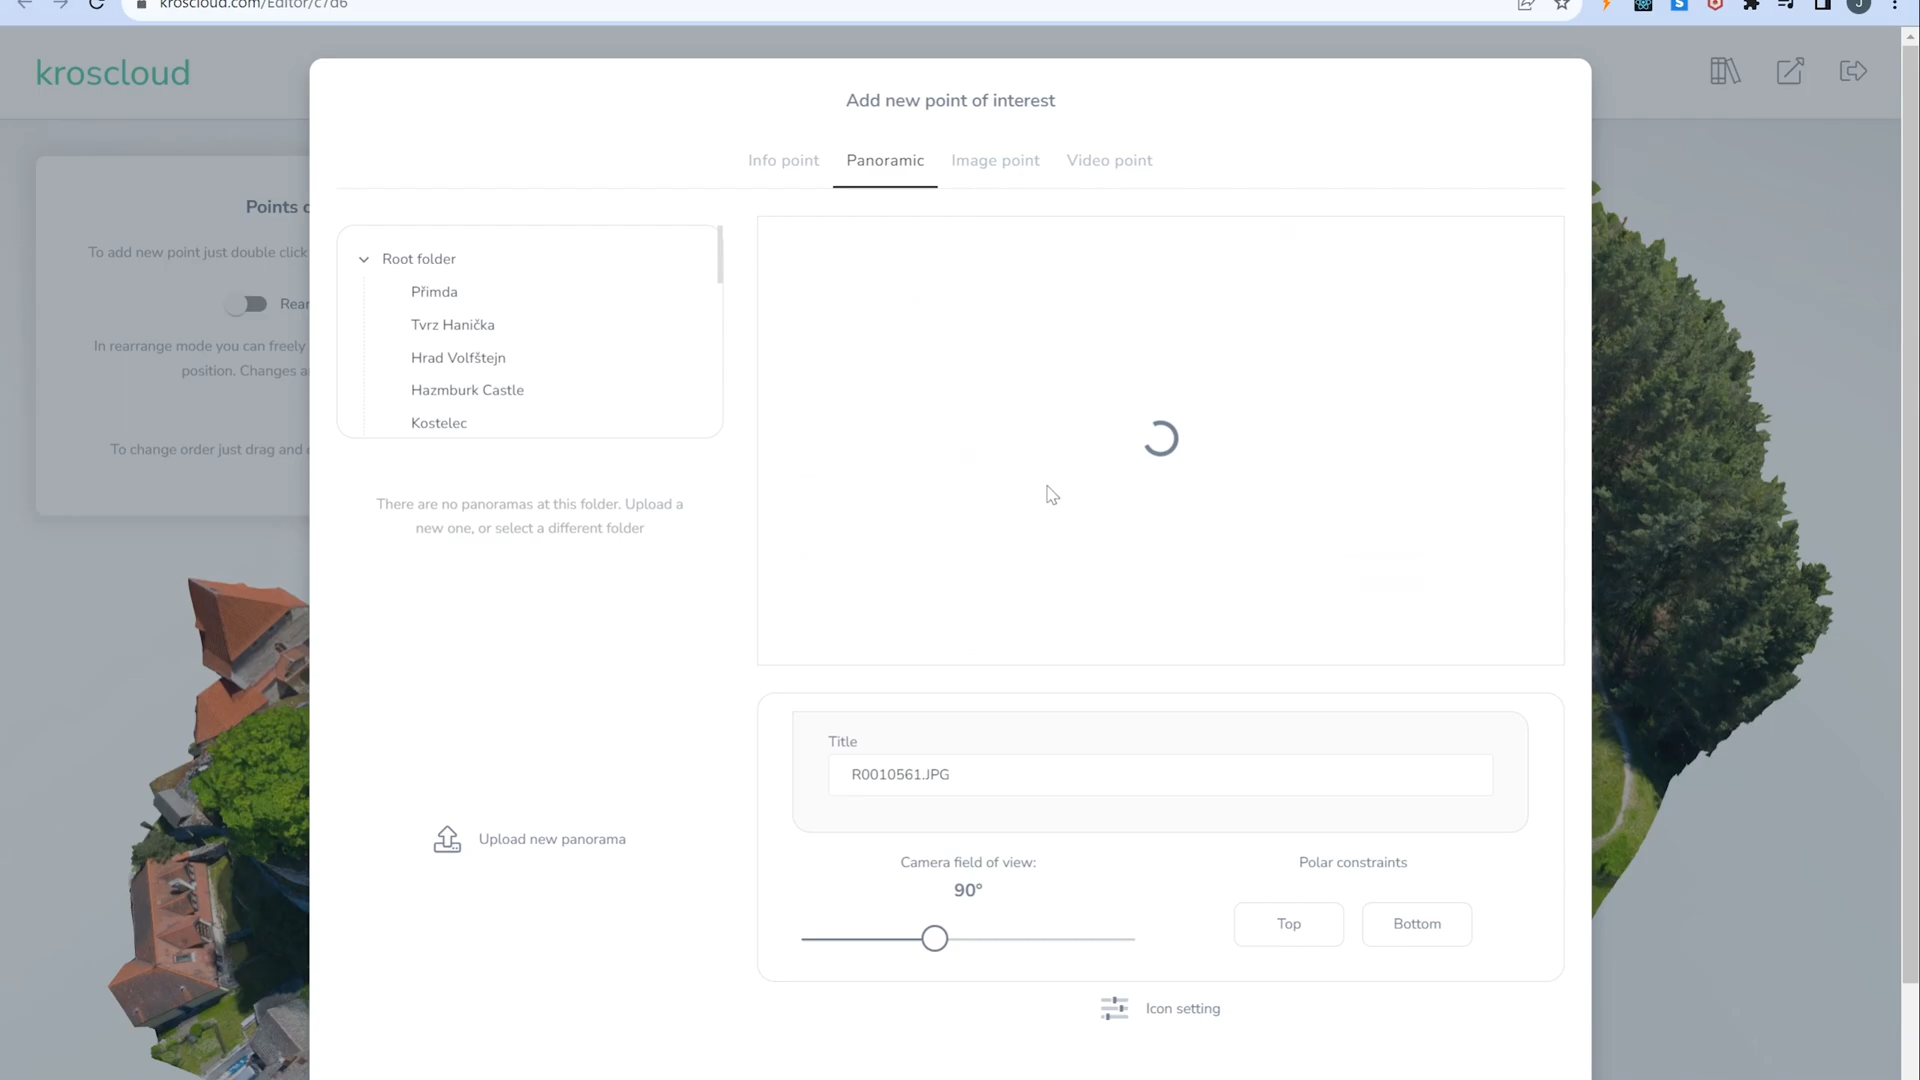 kroscloud.com/Editor/c7d6
J
kroscloud
Add new point of interest
Info point
Panoramic
Image point
Video point
Points
To add new point just double click
In rearrange mode you can freely
position. Changes
To change order just drag and
Root folder
Přimda
Tvrz Hanička
Hrad Volfštejn
Hazmburk Castle
Kostelec
There are no panoramas at this folder. Upload a
new one, or select a different folder
Upload new panorama
Title
R0010561.JPG
Camera field of view:
90°
Polar constraints
Top
Bottom
Icon setting